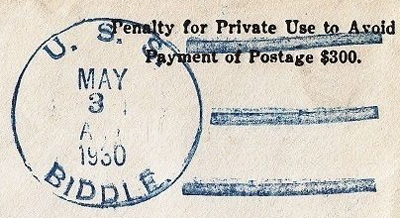 Penalty for Private Use to Avoid
Payment of Postage $300.
U. S. S.
MAY
3
1930
BIDDLE.